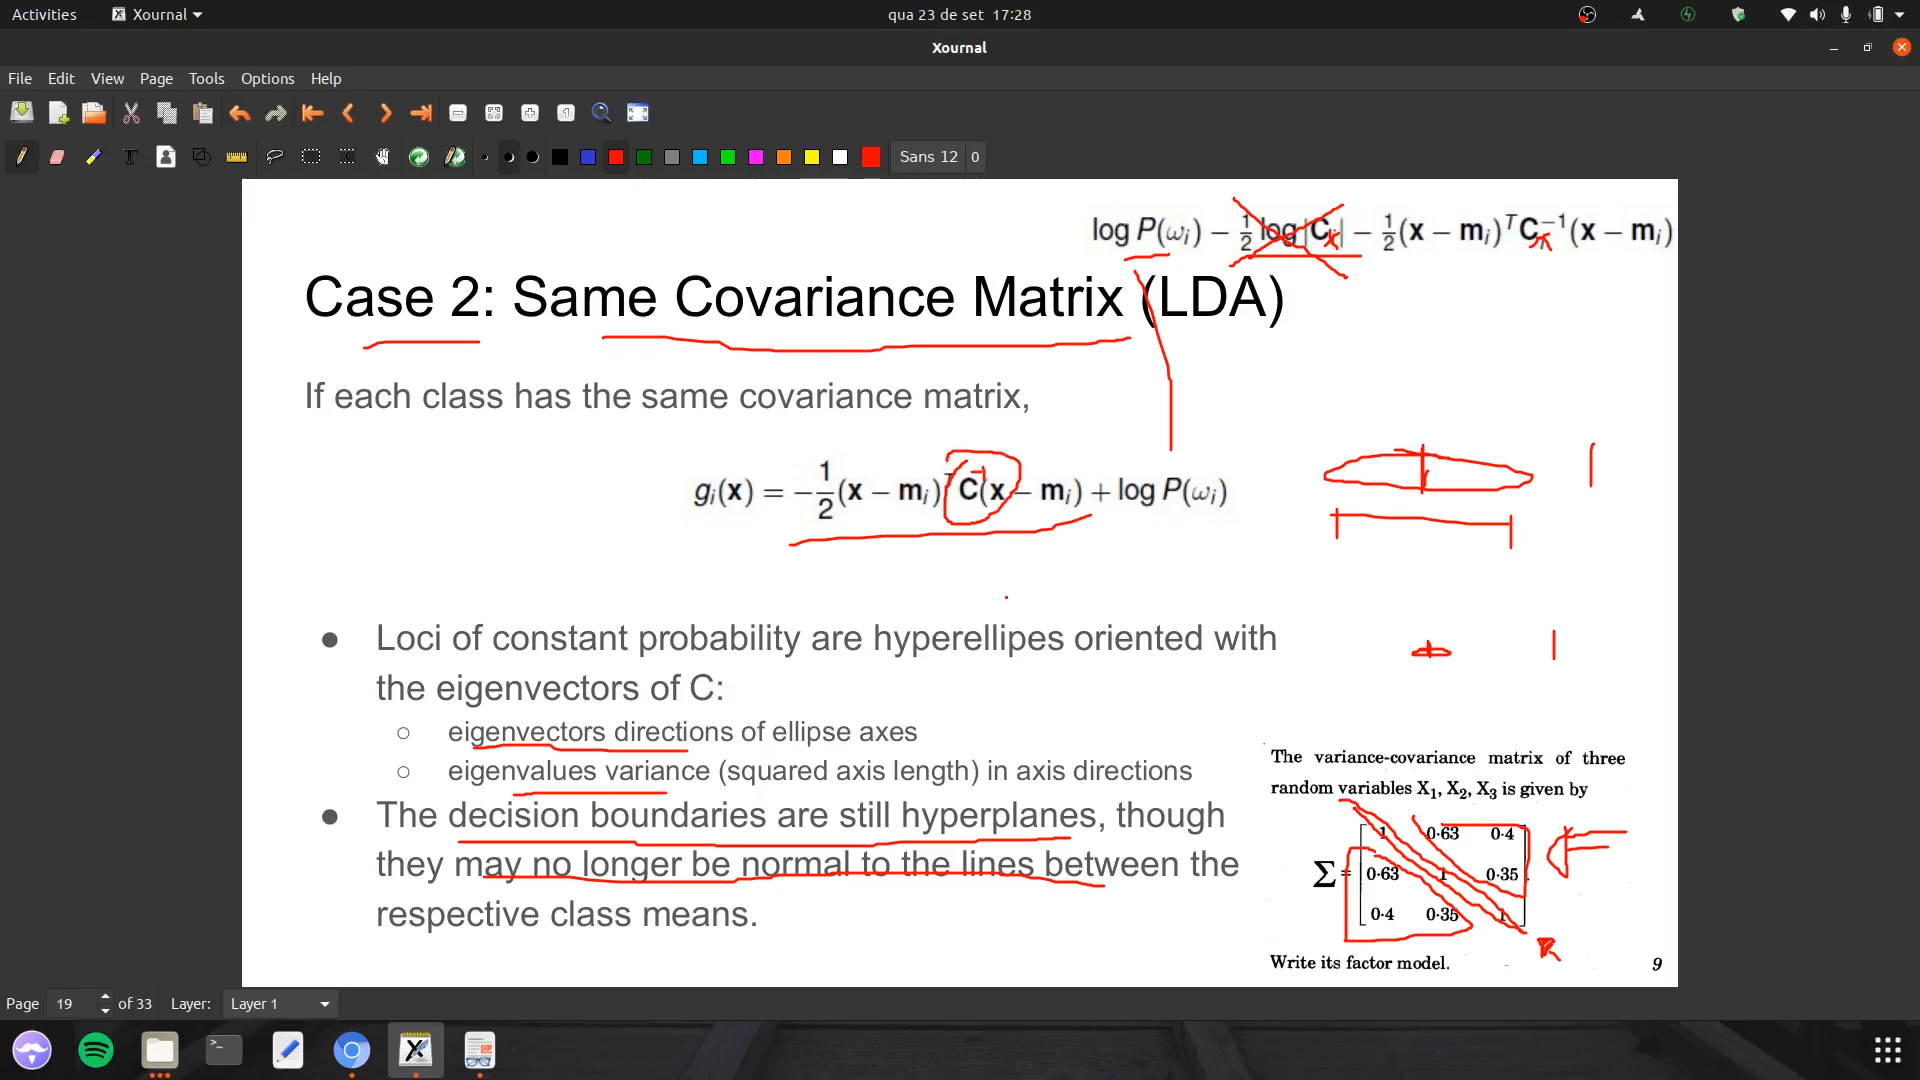 Activities Xournal qua 23 de set 17:28
Xournal
File Edit View Page Tools Options Help
Sans 12 0
log P(ωi) − 1/2 log |Ci| − 1/2 (x − mi)^T Ci^−1 (x − mi)
Case 2: Same Covariance Matrix (LDA)
If each class has the same covariance matrix,
gi(x) = −1/2 (x − mi)^T C^-1(x − mi) + log P(ωi)
● Loci of constant probability are hyperellipes oriented with
the eigenvectors of C:
○ eigenvectors directions of ellipse axes
○ eigenvalues variance (squared axis length) in axis directions
● The decision boundaries are still hyperplanes, though
they may no longer be normal to the lines between the
respective class means.
The variance-covariance matrix of three
random variables X1, X2, X3 is given by
1 0·63 0·4
Σ = 0·63 1 0·35
0·4 0·35 1
Write its factor model. 9
Page 19 of 33 Layer: Layer 1